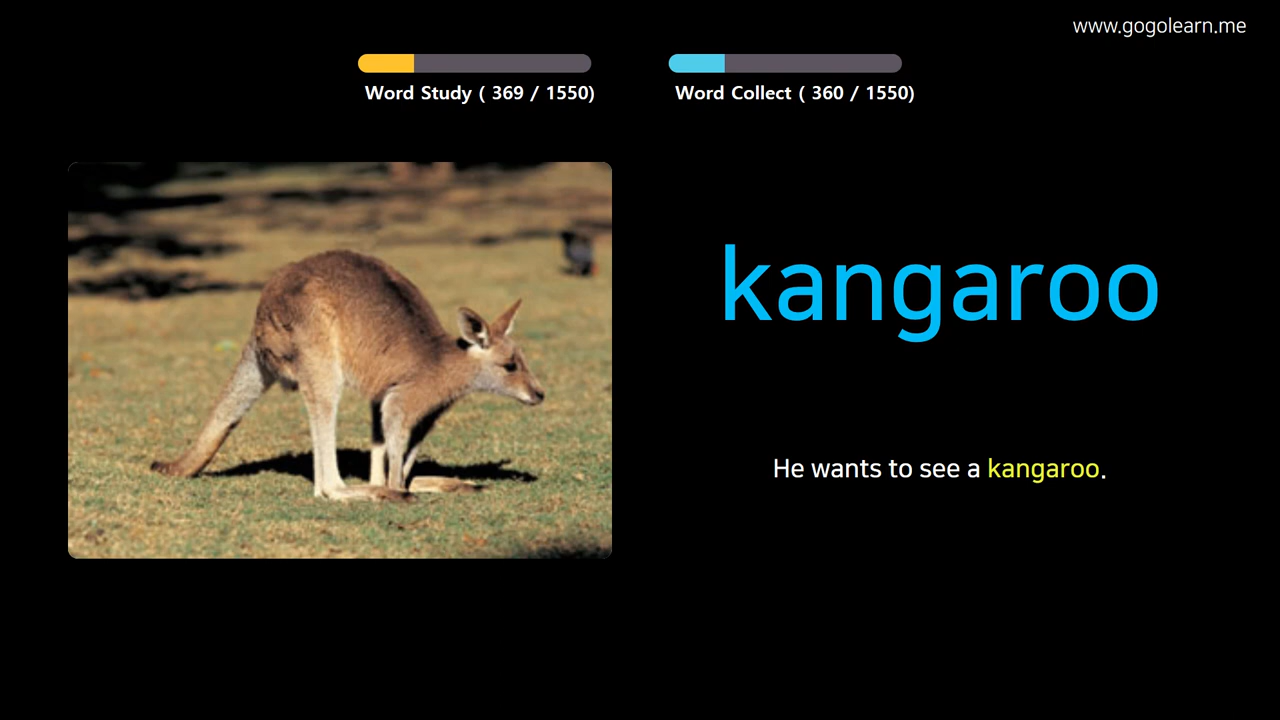 www.gogolearn.me
Word Study ( 369 / 1550)
Word Collect ( 360 / 1550)
kangaroo
He wants to see a kangaroo.